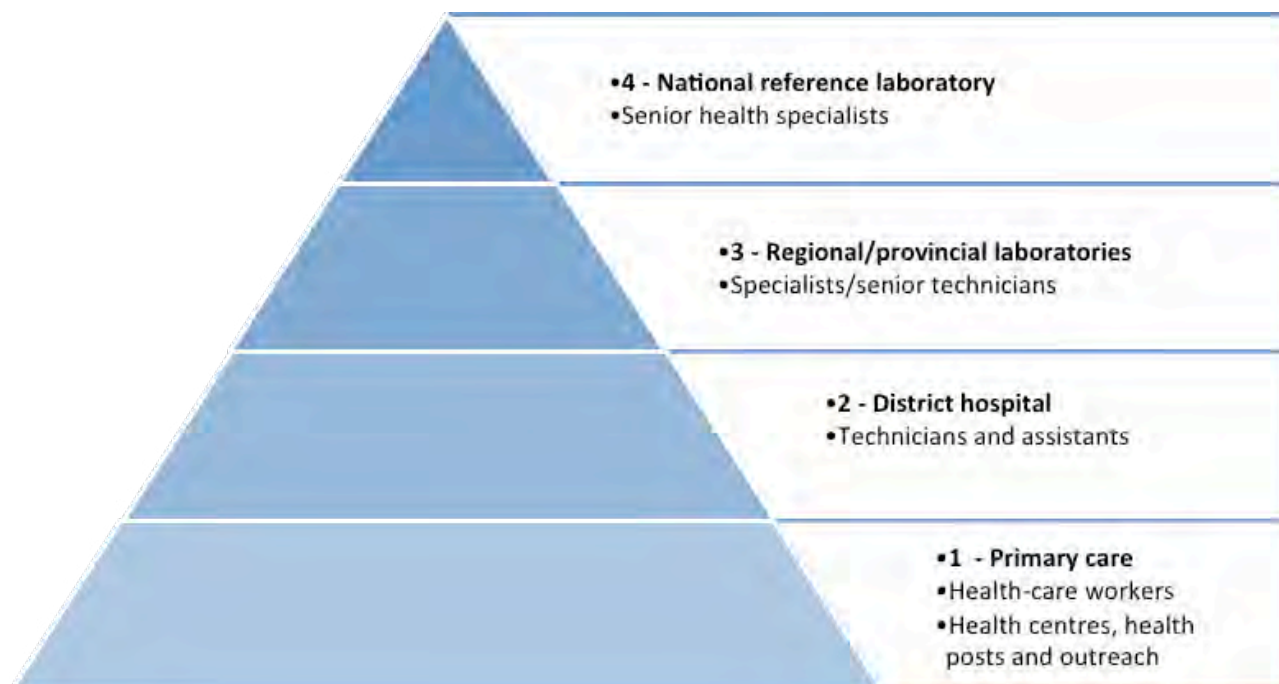 •4 - National reference laboratory
•Senior health specialists
•3 - Regional/provincial laboratories
•Specialists/senior technicians
•2 - District hospital
•Technicians and assistants
•1 - Primary care
•Health-care workers
•Health centres, health
posts and outreach